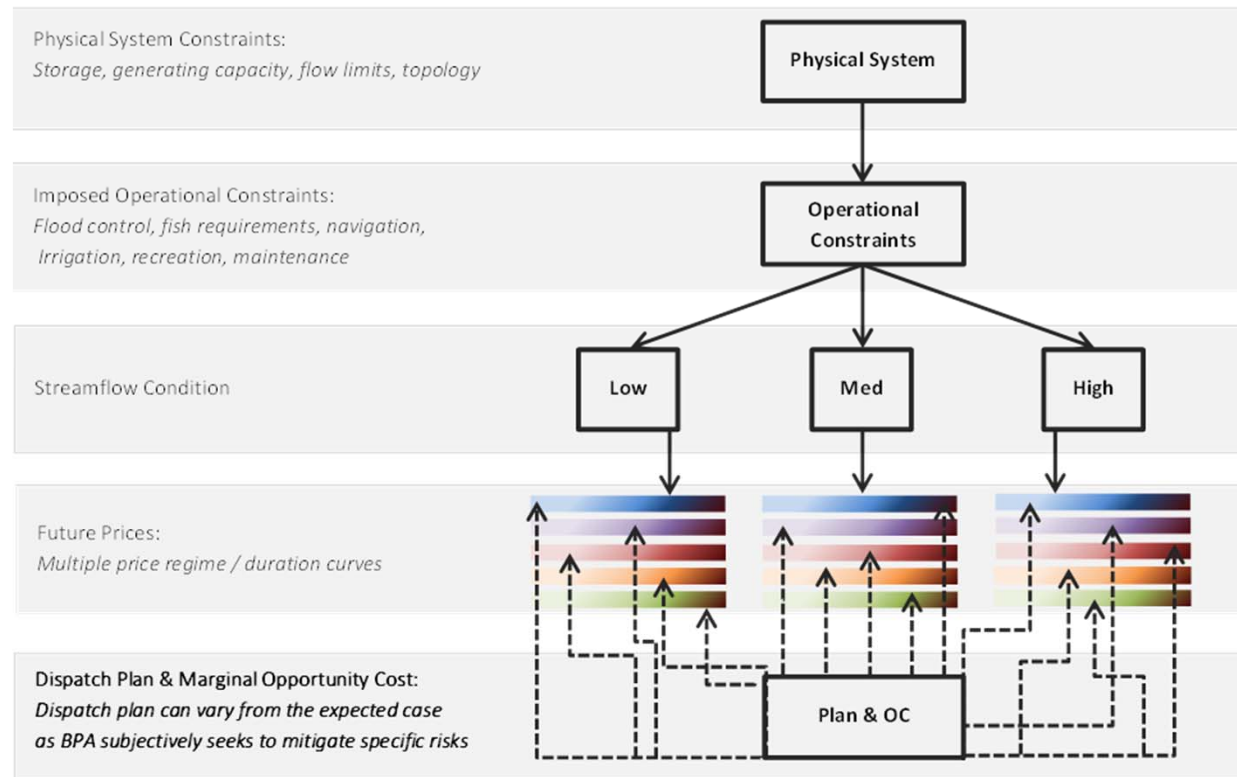 Physical System Constraints:
Storage, generating capacity, flow limits, topology
Physical System
Imposed Operational Constraints:
Flood control, fish requirements, navigation,
Irrigation, recreation, maintenance
Operational
Constraints
Streamflow Condition
Low
Med
High
Future Prices:
Multiple price regime / duration curves
Dispatch Plan & Marginal Opportunity Cost:
Dispatch plan can vary from the expected case
as BPA subjectively seeks to mitigate specific risks
Plan & OC